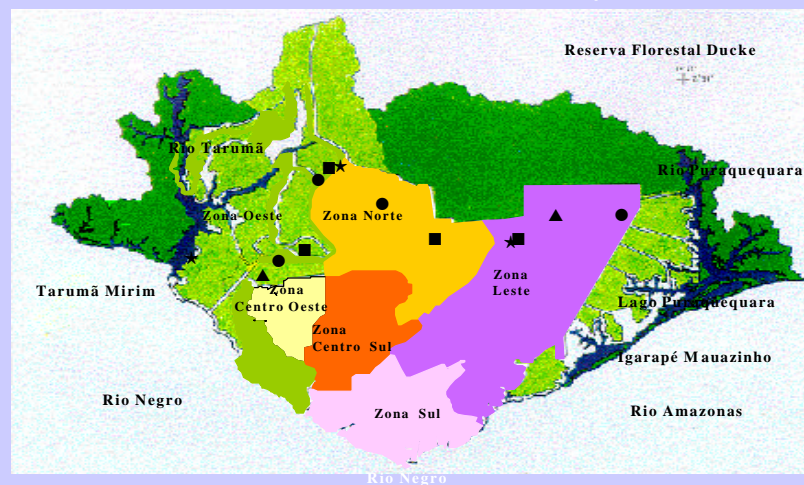 Reserva Florestal Ducke
Rio Tarumã
Rio Puraquequara
Zona Oeste
Zona Norte
Zona
Leste
Tarumã Mirim
Zona
Centro Oeste
Lago Puraquequara
Zona
Centro Sul
Igarapé Mauazinho
Rio Negro
Zona Sul
Rio Amazonas
Rio Negro